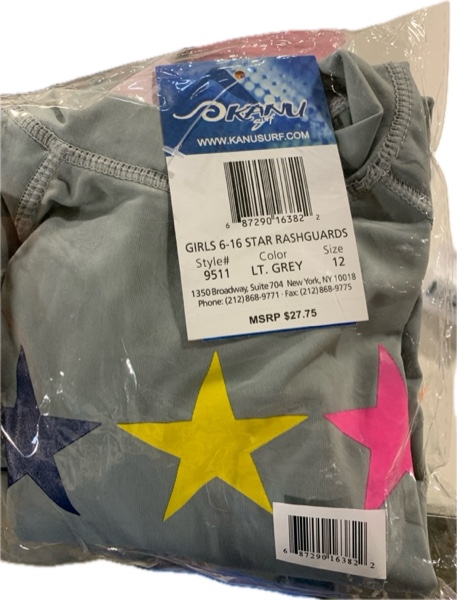 KANU
surf
WWW.KANUSURF.COM
6 87290 16382 2
GIRLS 6-16 STAR RASHGUARDS
Style# Color Size
9511 LT. GREY 12
1350 Broadway, Suite 704 New York, NY 10018
Phone: (212) 868-9771 · Fax: (212) 868-9775
MSRP $27.75
6 87290 16382 2